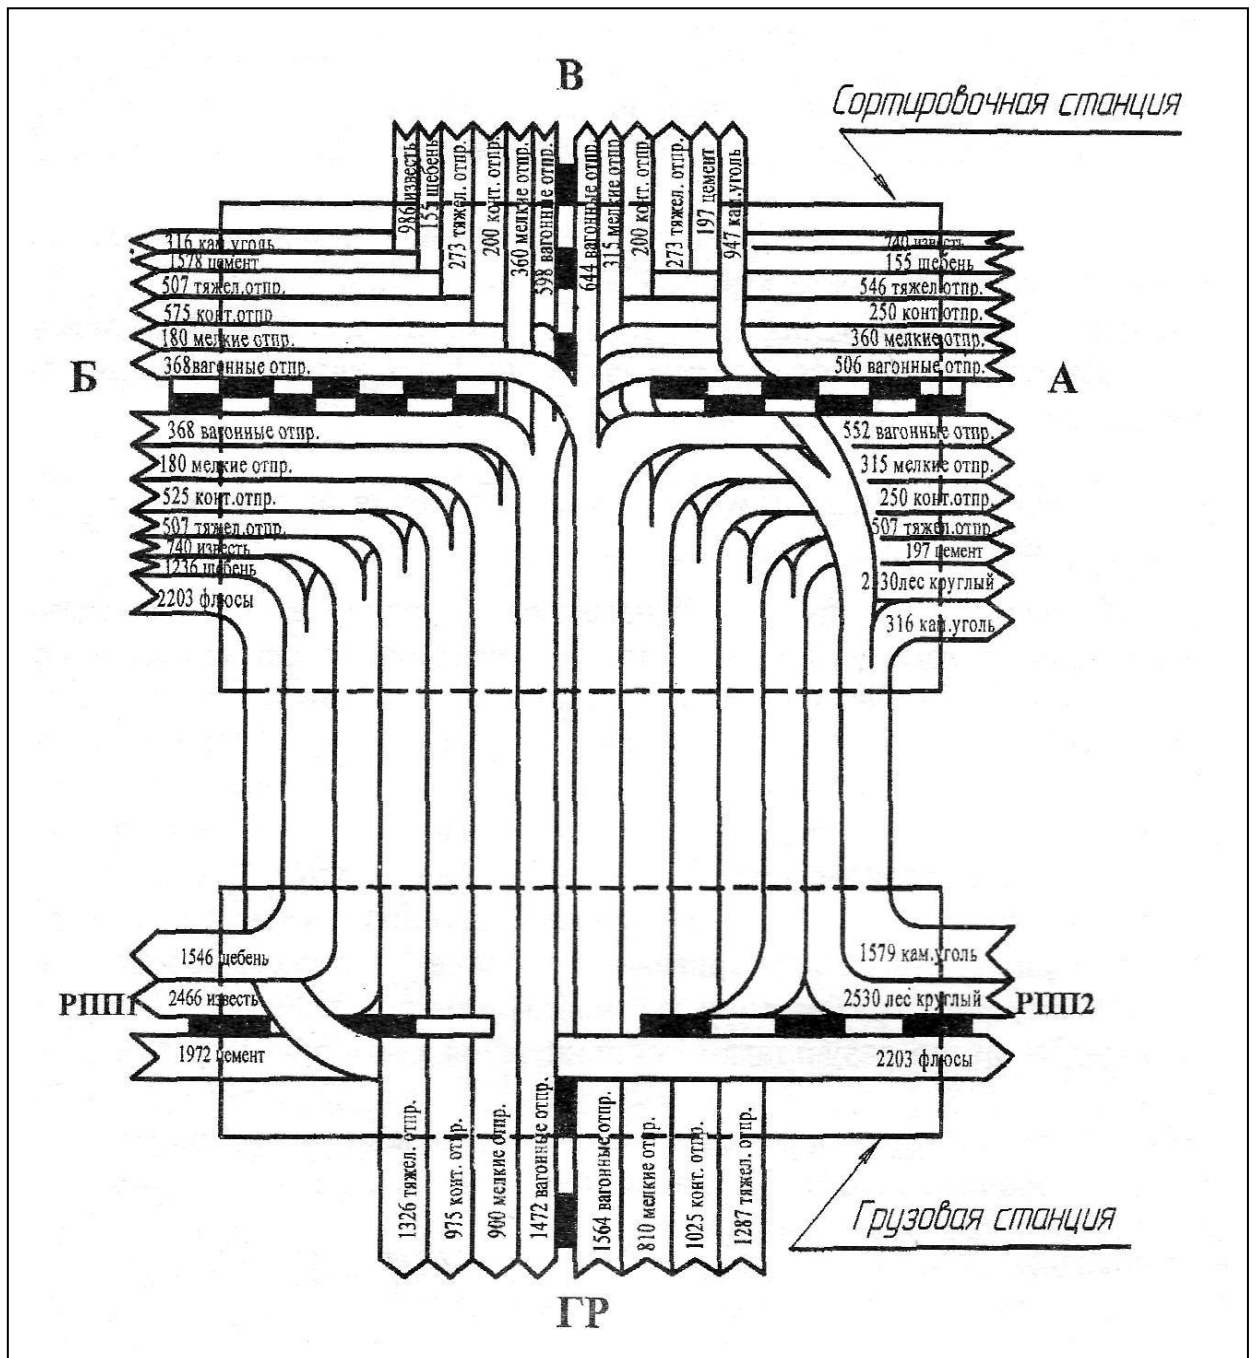 В
Сортировочная станция
986 известь
155 щебень
273 тяжел. отпр.
200 конт. отпр.
360 мелкие отпр.
598 вагонные отпр.
644 вагонные отпр.
315 мелкие отпр
200 конт. отпр
273 тяжел. отпр.
197 цемент
947 кам.уголь
316 кам.уголь
1578 цемент
507 тяжел.отпр.
575 конт.отпр
180 мелкие отпр.
368вагонные отпр.
740 известь
155 щебень
546 тяжел отпр.
250 конт отпр.
360 мелкие отпр.
506 вагонные отпр.
Б
А
368 вагонные отпр.
180 мелкие отпр.
525 конт.отпр.
507 тяжел.отпр.
740 известь
1236 щебень
2203 флюсы
552 вагонные отпр.
315 мелкие отпр.
250 конт.отпр
507 тяжел.отпр
197 цемент
лес круглый
316 кам.уголь
1546 щебень
2466 известь
РПП1
1972 цемент
1579 кам.уголь
2530 лес круглый
РПП2
2203 флюсы
1326 тяжел. отпр.
975 конт. отпр.
900 мелкие отпр.
1472 вагонные отпр.
1564 вагонные отпр.
810 мелкие отпр.
1025 конт. отпр.
1287 тяжел. отпр.
Грузовая станция
ГР